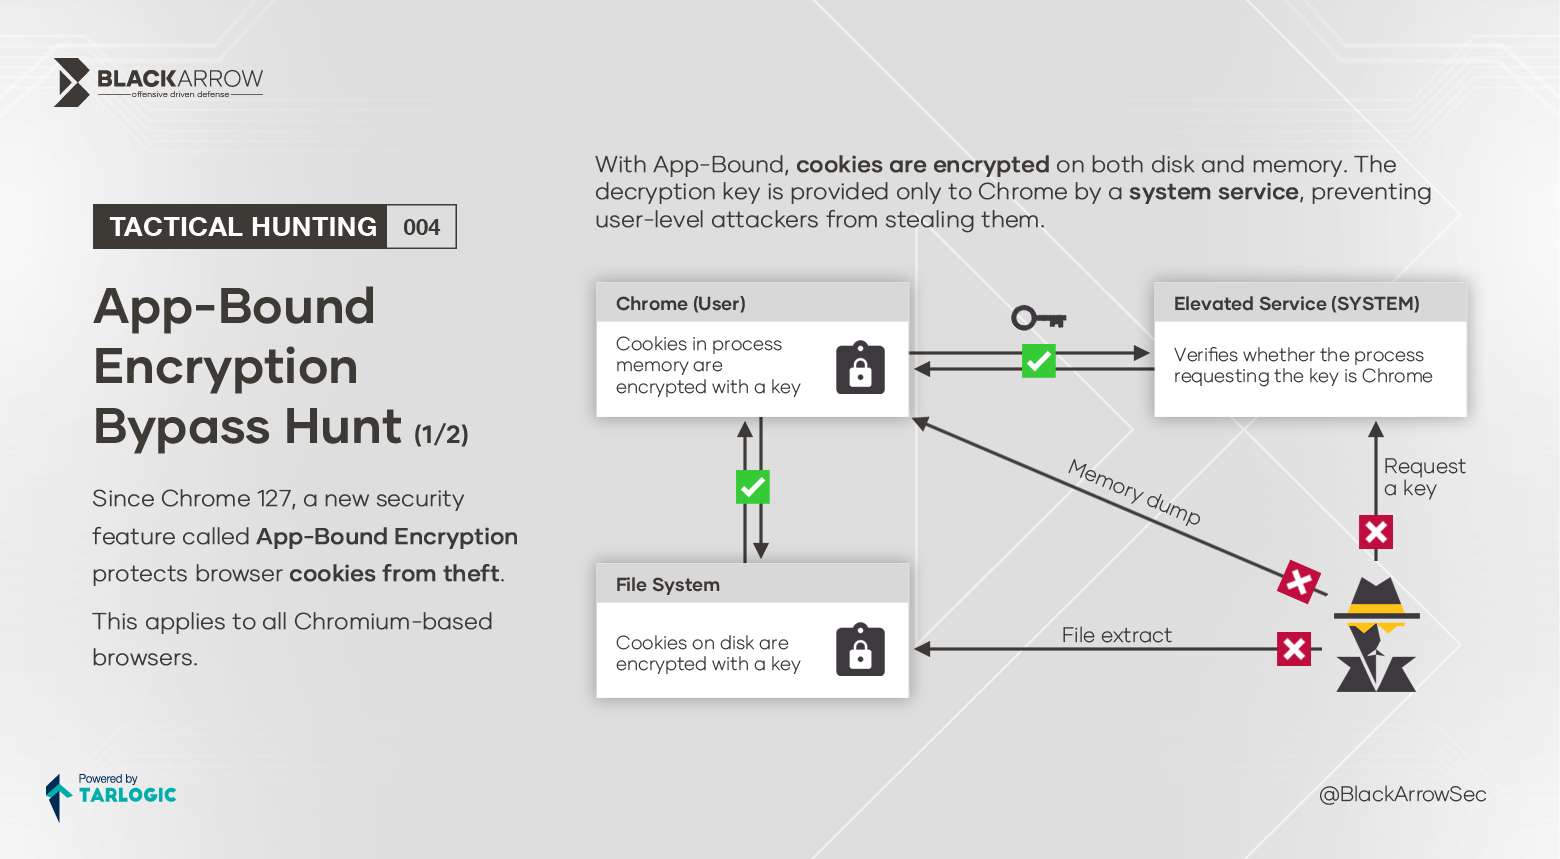 BLACKARROW
offensive driven defense
TACTICAL HUNTING 004
App-Bound
Encryption
Bypass Hunt (1/2)
Since Chrome 127, a new security
feature called App-Bound Encryption
protects browser cookies from theft.
This applies to all Chromium-based
browsers.
With App-Bound, cookies are encrypted on both disk and memory. The
decryption key is provided only to Chrome by a system service, preventing
user-level attackers from stealing them.
Chrome (User)
Cookies in process
memory are
encrypted with a key
Elevated Service (SYSTEM)
Verifies whether the process
requesting the key is Chrome
Memory dump
Request
a key
File System
Cookies on disk are
encrypted with a key
File extract
Powered by
TARLOGIC
@BlackArrowSec